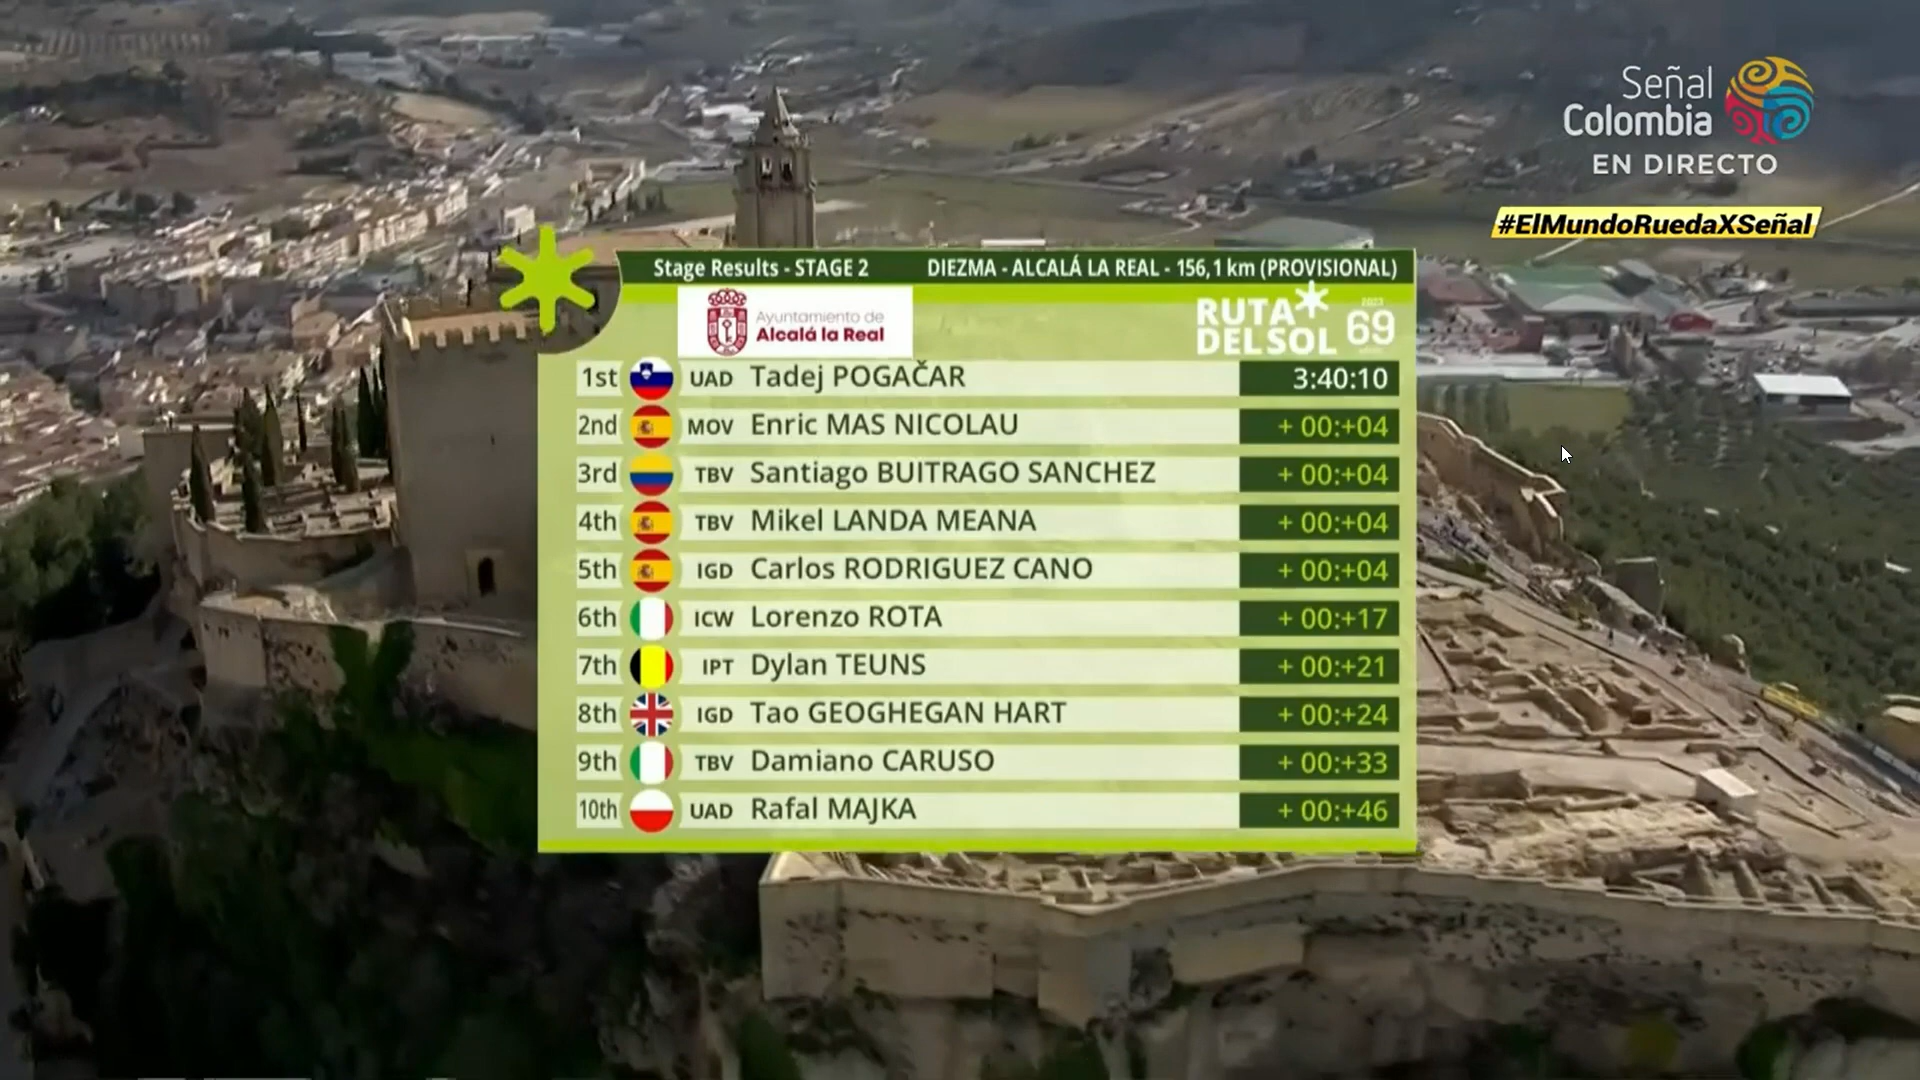 Señal
Colombia
EN DIRECTO
#ElMundoRuedaXSeñal
Stage Results - STAGE 2 DIEZMA - ALCALÁ LA REAL - 156,1 km (PROVISIONAL)
Ayuntamiento de
Alcalá la Real
RUTA
DEL SOL
2023
69
1st UAD Tadej POGAČAR 3:40:10
2nd MOV Enric MAS NICOLAU + 00:+04
3rd TBV Santiago BUITRAGO SANCHEZ + 00:+04
4th TBV Mikel LANDA MEANA + 00:+04
5th IGD Carlos RODRIGUEZ CANO + 00:+04
6th ICW Lorenzo ROTA + 00:+17
7th IPT Dylan TEUNS + 00:+21
8th IGD Tao GEOGHEGAN HART + 00:+24
9th TBV Damiano CARUSO + 00:+33
10th UAD Rafal MAJKA + 00:+46